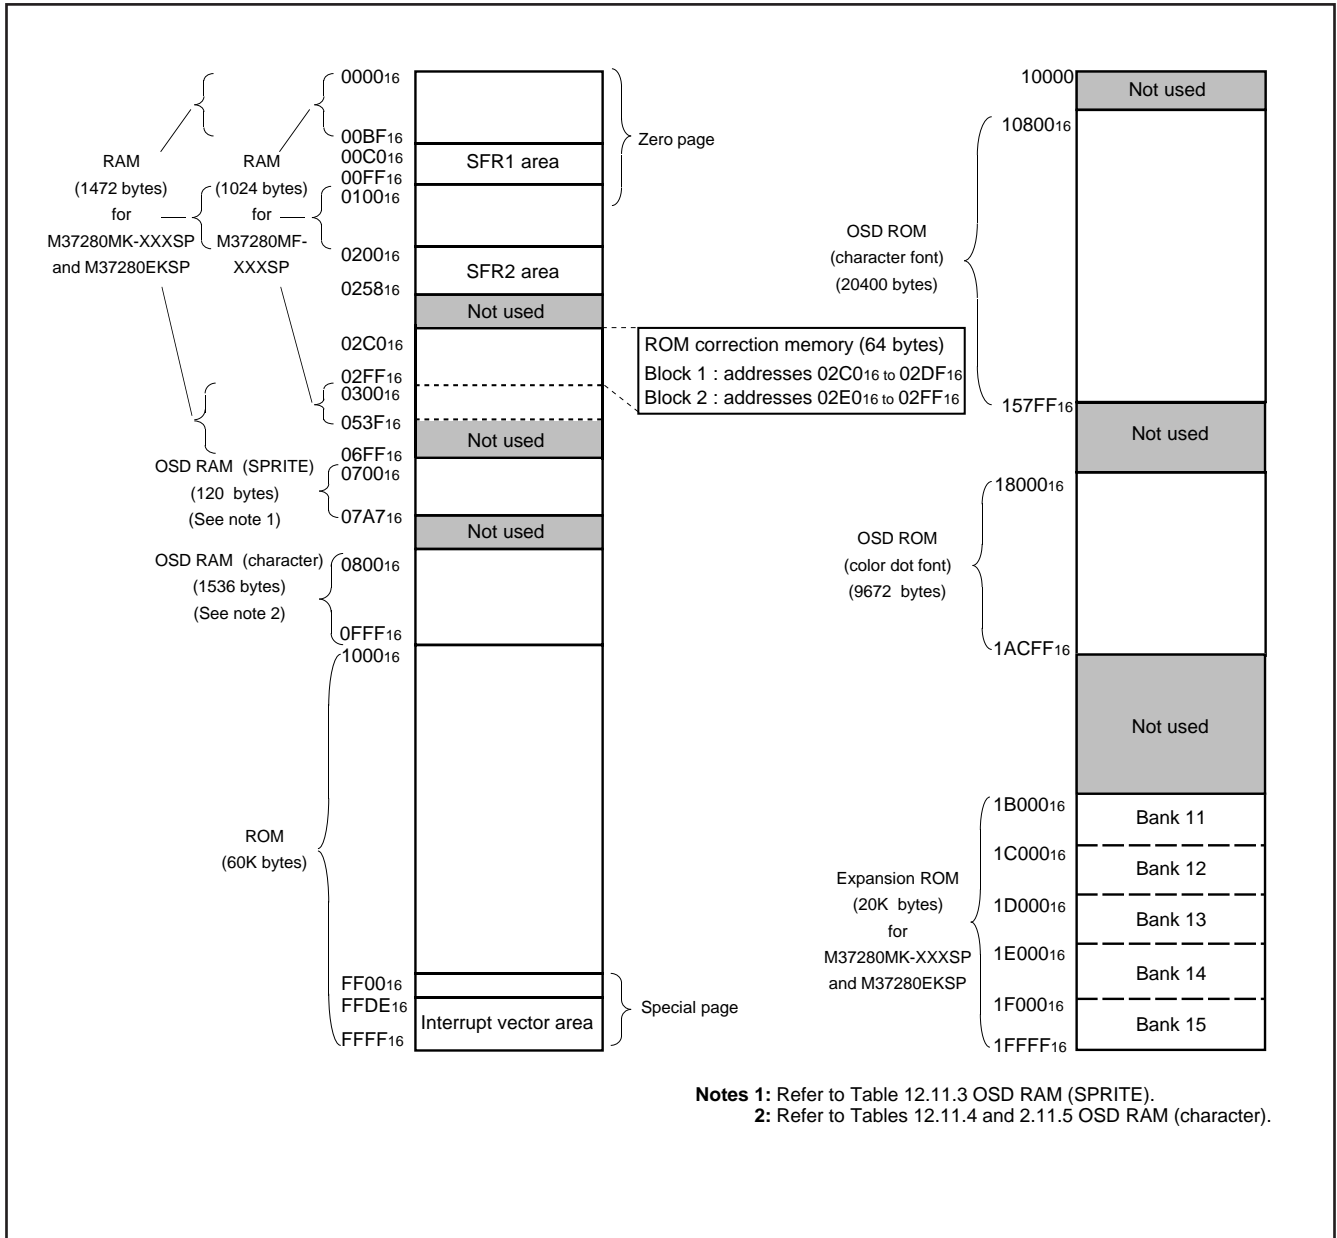 RAM
(1472 bytes)
for
M37280MK-XXXSP
and M37280EKSP
RAM
(1024 bytes)
for
M37280MF-
XXXSP
OSD RAM (SPRITE)
(120 bytes)
(See note 1)
OSD RAM (character)
(1536 bytes)
(See note 2)
ROM
(60K bytes)
000016
00BF16
00C016
00FF16
010016
020016
025816
02C016
02FF16
030016
053F16
06FF16
070016
07A716
080016
0FFF16
100016
FF0016
FFDE16
FFFF16
SFR1 area
SFR2 area
Not used
Not used
Not used
Interrupt vector area
Zero page
ROM correction memory (64 bytes)
Block 1 : addresses 02C016 to 02DF16
Block 2 : addresses 02E016 to 02FF16
Special page
OSD ROM
(character font)
(20400 bytes)
OSD ROM
(color dot font)
(9672 bytes)
Expansion ROM
(20K bytes)
for
M37280MK-XXXSP
and M37280EKSP
10000
1080016
157FF16
1800016
1ACFF16
1B00016
1C00016
1D00016
1E00016
1F00016
1FFFF16
Not used
Not used
Not used
Bank 11
Bank 12
Bank 13
Bank 14
Bank 15
Notes 1: Refer to Table 12.11.3 OSD RAM (SPRITE).
2: Refer to Tables 12.11.4 and 2.11.5 OSD RAM (character).